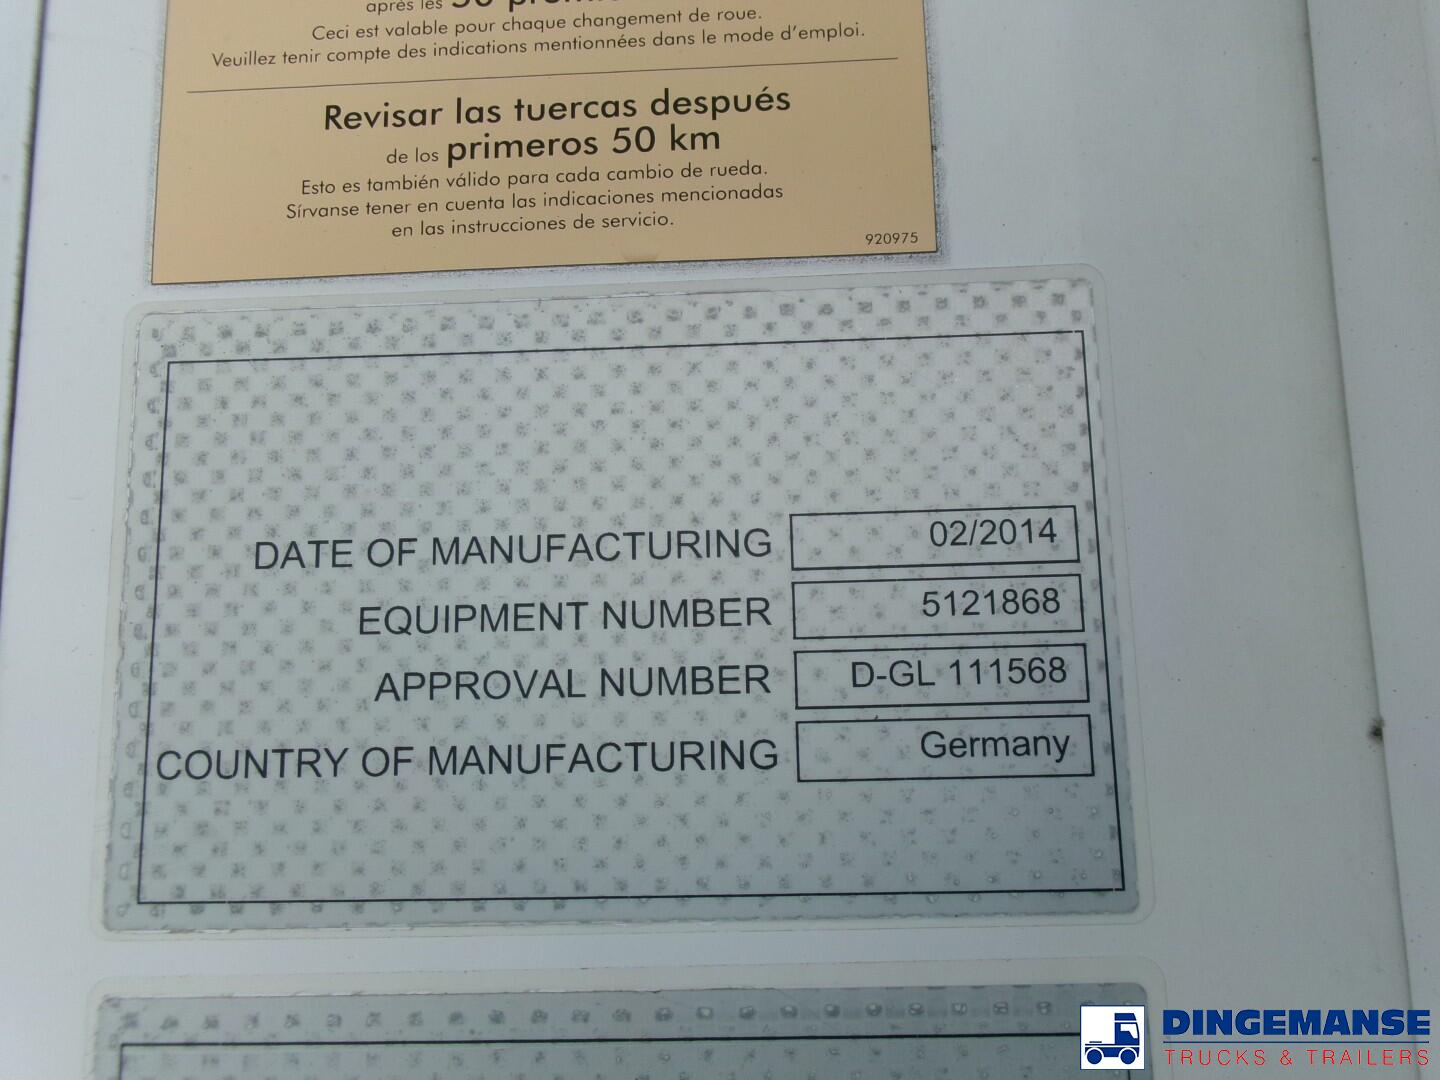 après les 50
Ceci est valable pour chaque changement de roue.
Veuillez tenir compte des indications mentionnées dans le mode d'emploi.
Revisar las tuercas después
de los primeros 50 km
Esto es también válido para cada cambio de rueda.
Sírvanse tener en cuenta las indicaciones mencionadas
en las instrucciones de servicio.
920975
DATE OF MANUFACTURING 02/2014
EQUIPMENT NUMBER 5121868
APPROVAL NUMBER D-GL 111568
COUNTRY OF MANUFACTURING Germany
DINGEMANSE
TRUCKS & TRAILERS